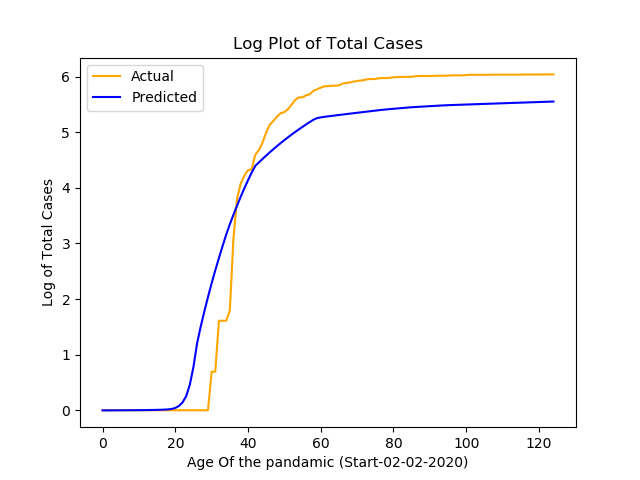 Log Plot of Total Cases
Actual
Predicted
Log of Total Cases
6
5
4
3
2
1
0
0 20 40 60 80 100 120
Age Of the pandamic (Start-02-02-2020)